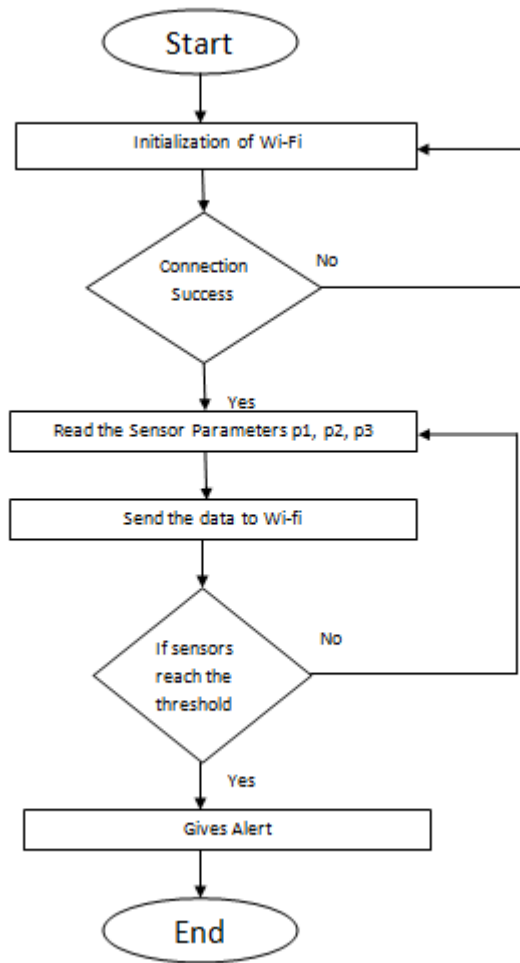 Start
Initialization of Wi-Fi
Connection
Success
No
Yes
Read the Sensor Parameters p1, p2, p3
Send the data to Wi-fi
If sensors
reach the
threshold
No
Yes
Gives Alert
End